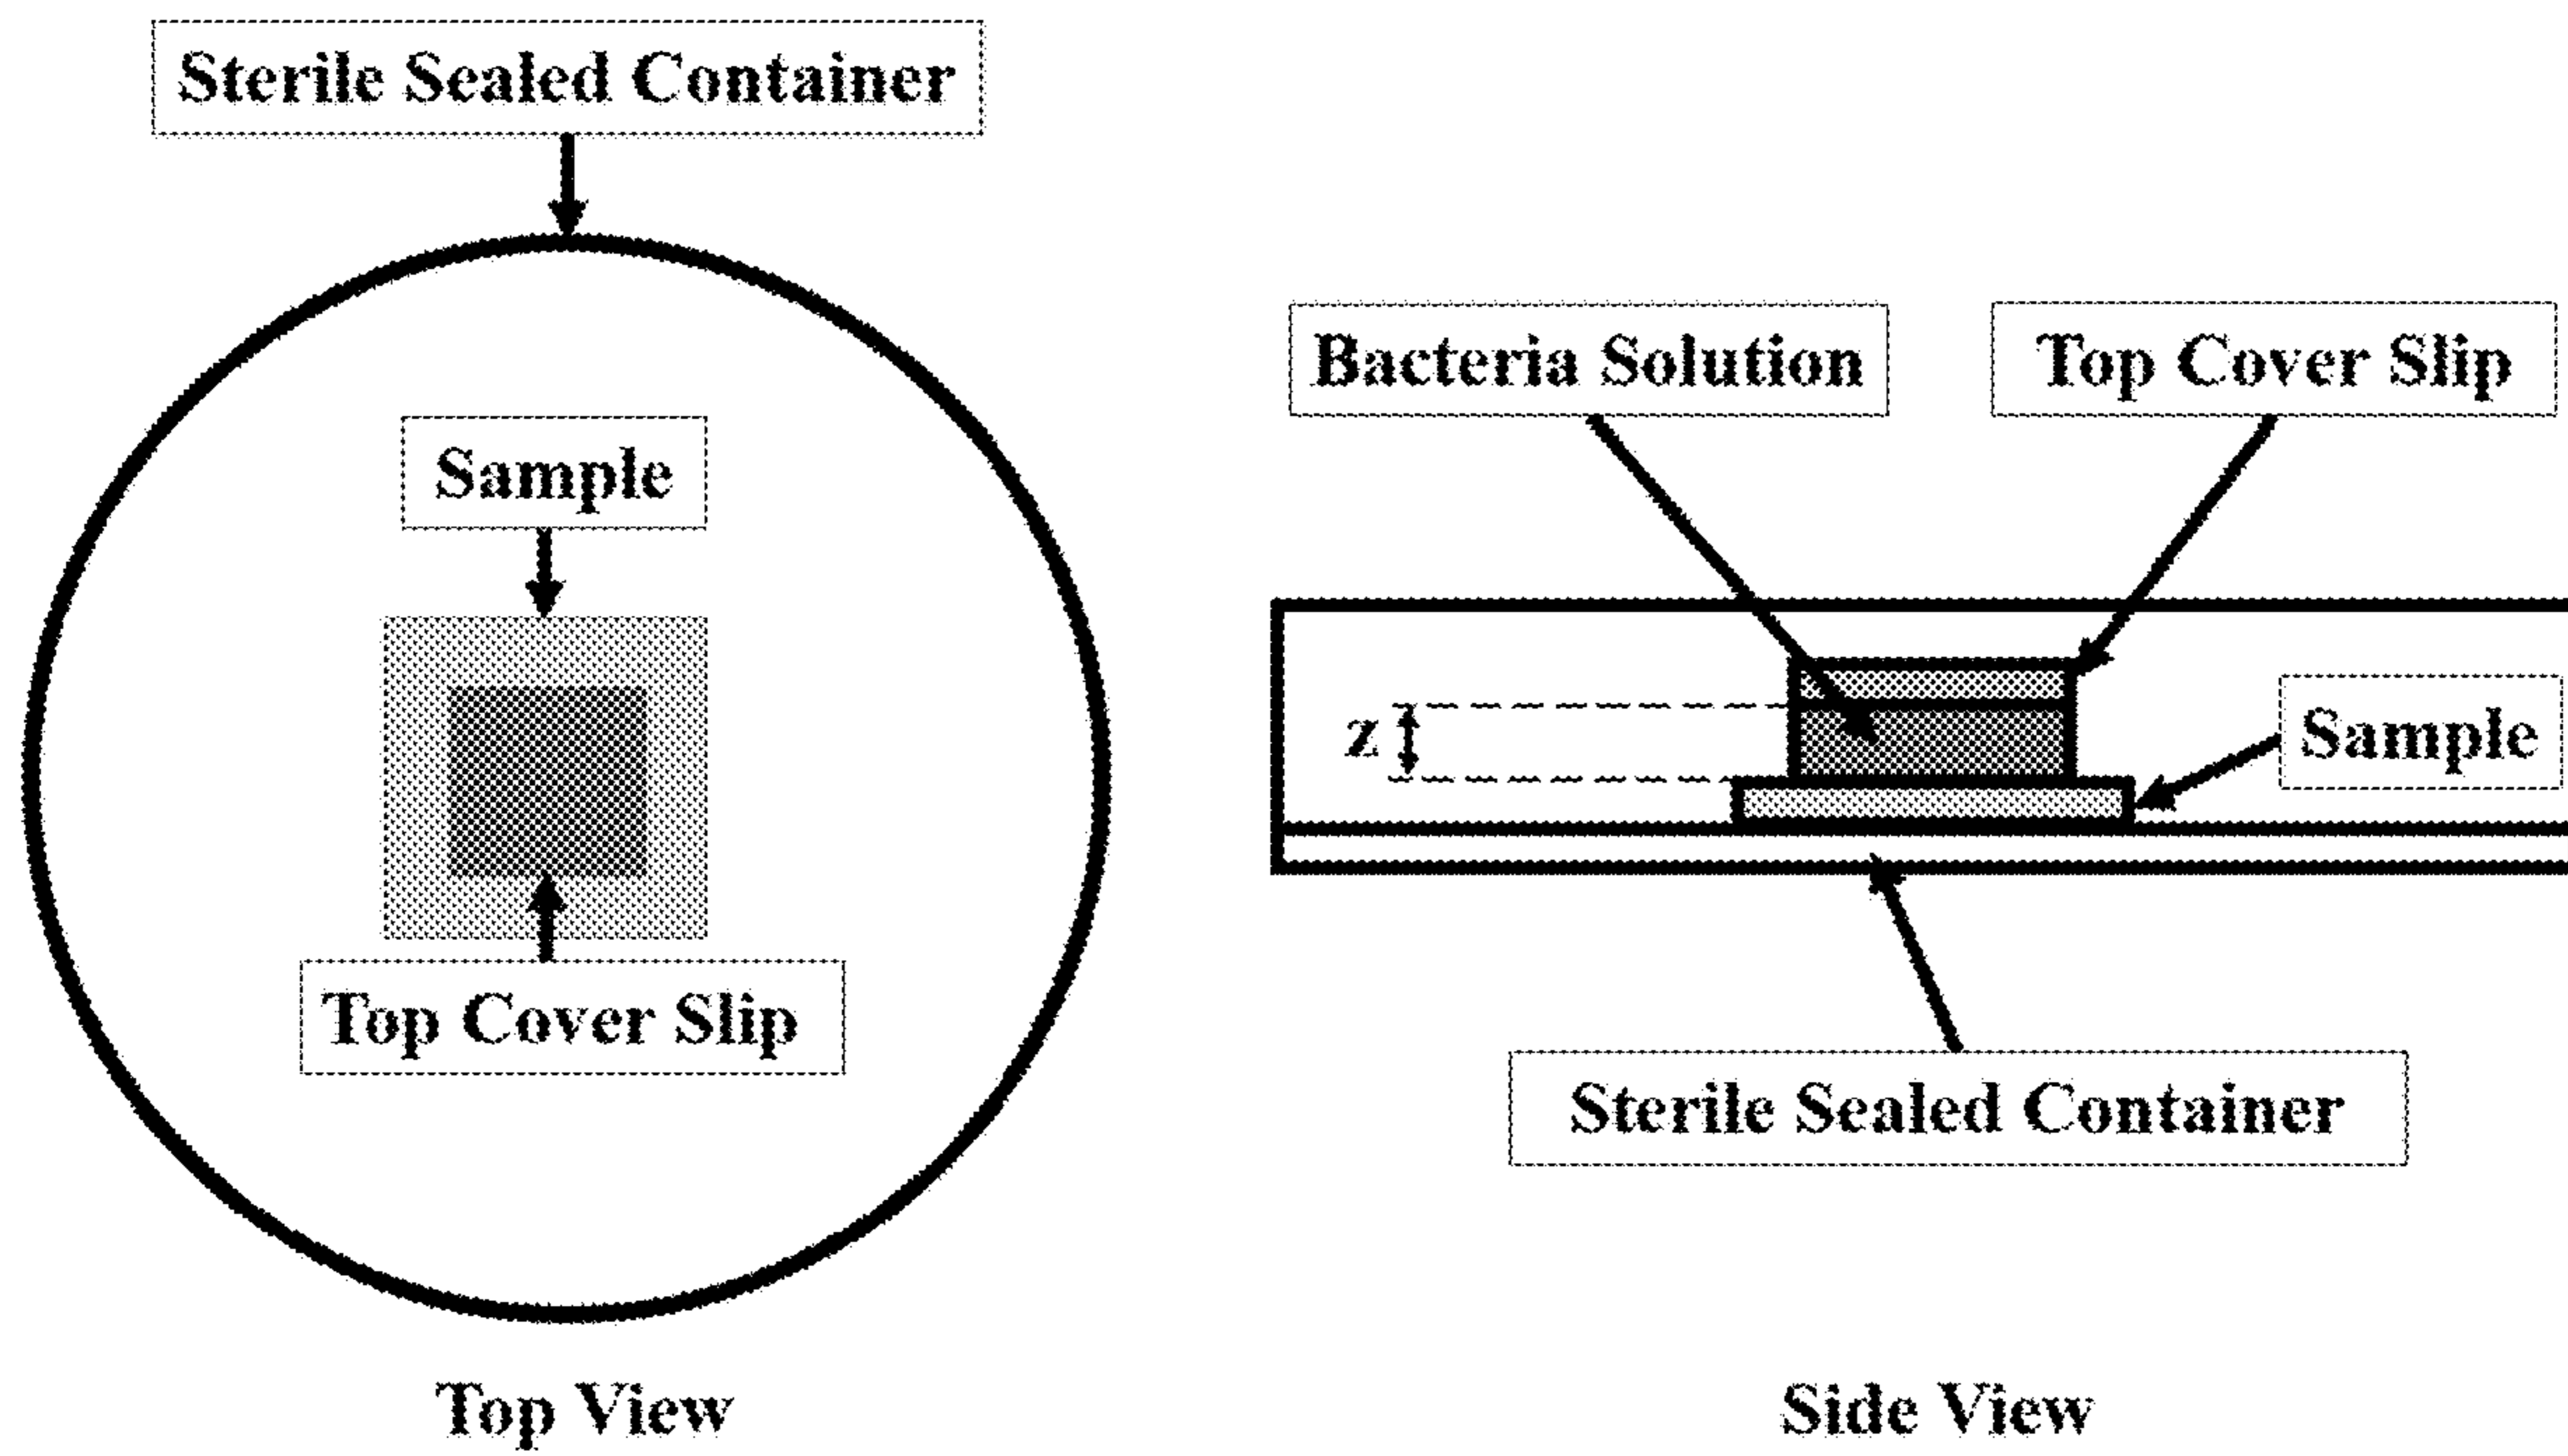 Sterile Sealed Container
Sample
Top Cover Slip
Top View
Bacteria Solution
Top Cover Slip
z
Sample
Sterile Sealed Container
Side View